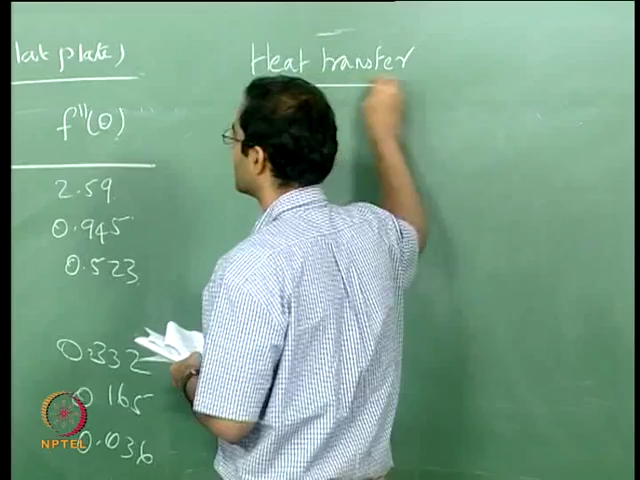 lat plate)
f''(0)
2.59
0.945
0.523
0.332
0.165
0.036
Heat transfer
NPTEL